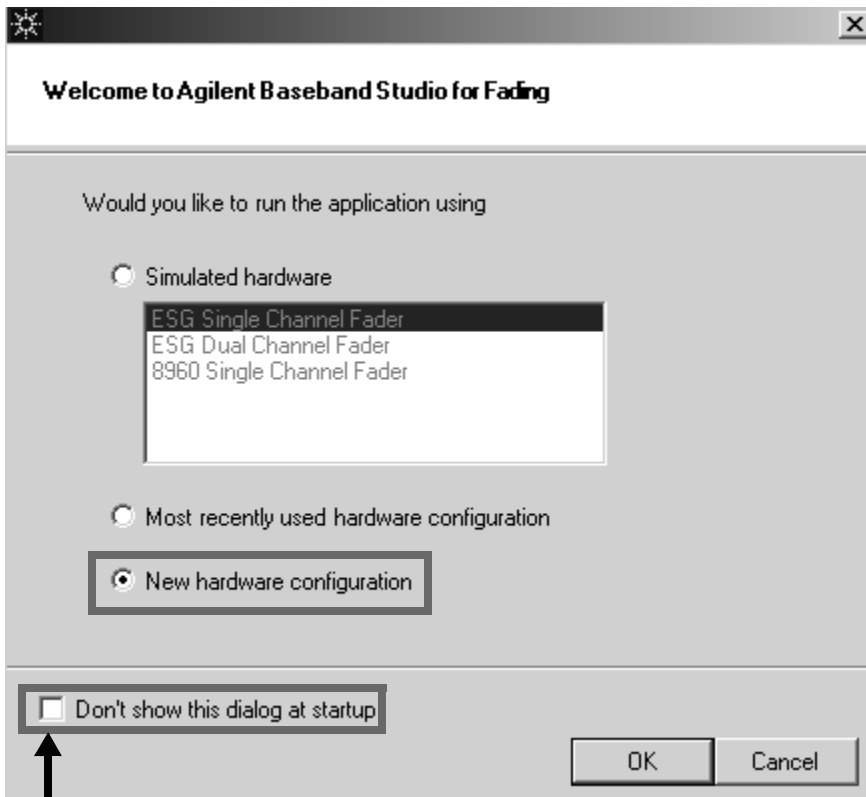 Welcome to Agilent Baseband Studio for Fading
Would you like to run the application using
Simulated hardware
ESG Single Channel Fader
ESG Dual Channel Fader
8960 Single Channel Fader
Most recently used hardware configuration
New hardware configuration
Don't show this dialog at startup
OK
Cancel